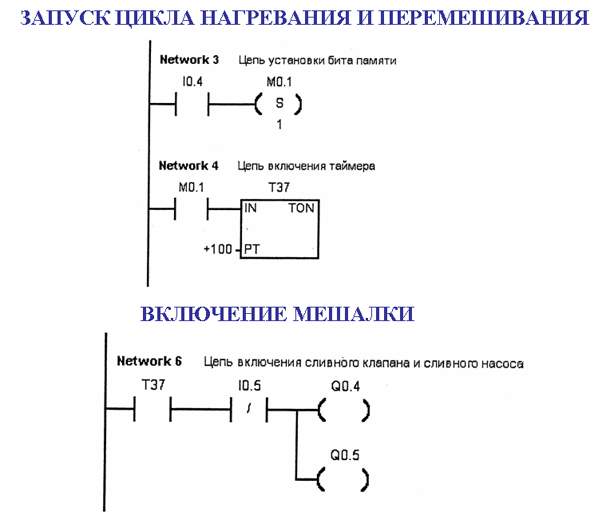 ЗАПУСК ЦИКЛА НАГРЕВАНИЯ И ПЕРЕМЕШИВАНИЯ
Network 3 Цепь установки бита памяти
I0.4 M0.1
S
1
Network 4 Цепь включения таймера
M0.1 T37
IN TON
+100 PT
ВКЛЮЧЕНИЕ МЕШАЛКИ
Network 6 Цепь включения сливного клапана и сливного насоса
T37 I0.5 Q0.4
/
Q0.5